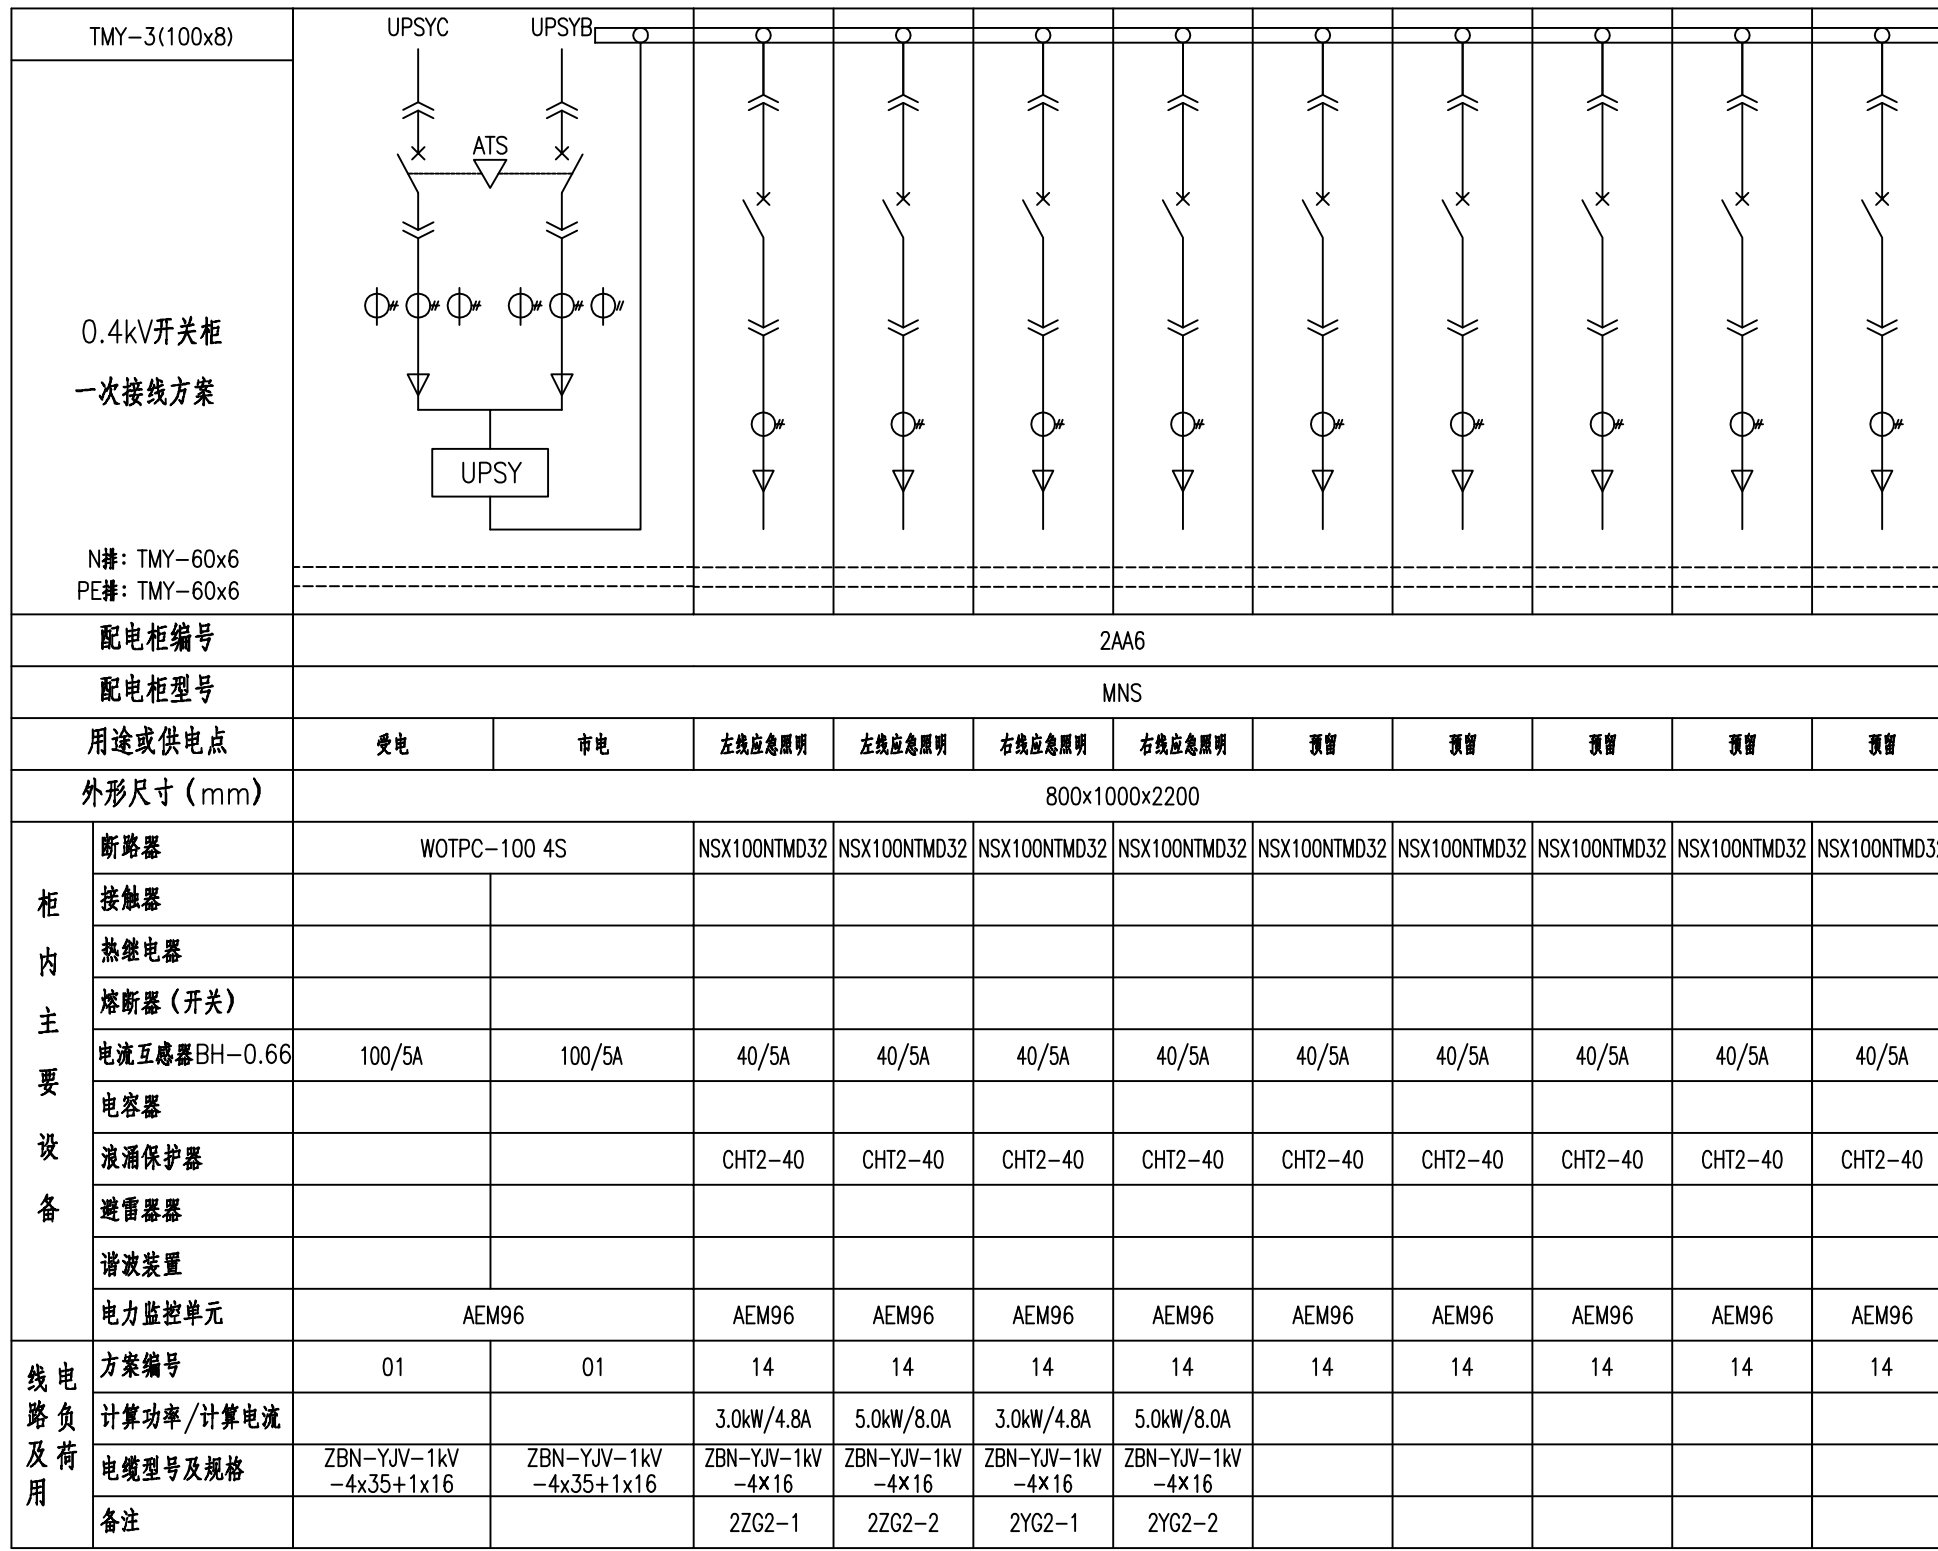 TMY-3(100x8)
UPSYC
UPSYB
ATS
UPSY
0.4kV开关柜
一次接线方案
N排: TMY-60x6
PE排: TMY-60x6
配电柜编号 2AA6
配电柜型号 MNS
用途或供电点 受电 市电 左线应急照明 左线应急照明 右线应急照明 右线应急照明 预留 预留 预留 预留 预留
外形尺寸(mm) 800x1000x2200
柜内主要设备
断路器 WOTPC-100 4S NSX100NTMD32 NSX100NTMD32 NSX100NTMD32 NSX100NTMD32 NSX100NTMD32 NSX100NTMD32 NSX100NTMD32 NSX100NTMD32 NSX100NTMD32
接触器
热继电器
熔断器(开关)
电流互感器BH-0.66 100/5A 100/5A 40/5A 40/5A 40/5A 40/5A 40/5A 40/5A 40/5A 40/5A 40/5A
电容器
浪涌保护器 CHT2-40 CHT2-40 CHT2-40 CHT2-40 CHT2-40 CHT2-40 CHT2-40 CHT2-40 CHT2-40
避雷器器
谐波装置
电力监控单元 AEM96 AEM96 AEM96 AEM96 AEM96 AEM96 AEM96 AEM96 AEM96 AEM96
线路及用
电负荷
方案编号 01 01 14 14 14 14 14 14 14 14 14
计算功率/计算电流 3.0kW/4.8A 5.0kW/8.0A 3.0kW/4.8A 5.0kW/8.0A
电缆型号及规格 ZBN-YJV-1kV ZBN-YJV-1kV ZBN-YJV-1kV ZBN-YJV-1kV ZBN-YJV-1kV ZBN-YJV-1kV
-4x35+1x16 -4x35+1x16 -4×16 -4×16 -4×16 -4×16
备注 2ZG2-1 2ZG2-2 2YG2-1 2YG2-2